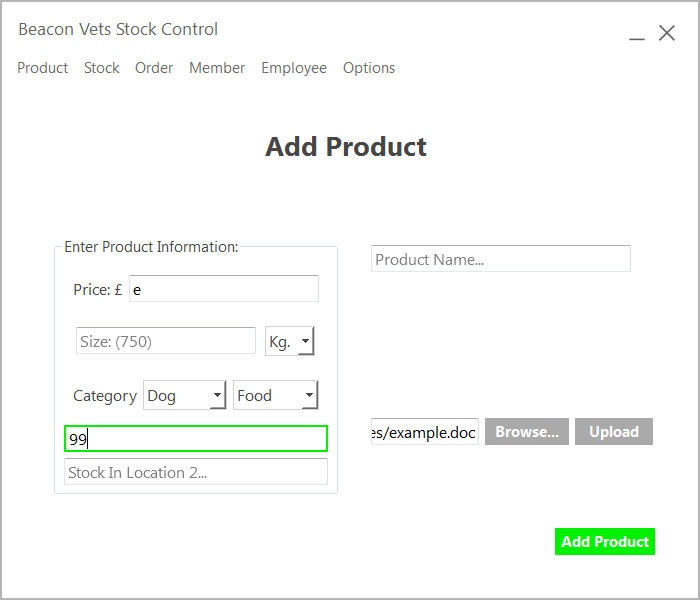 Beacon Vets Stock Control
Product Stock Order Member Employee Options
Add Product
Enter Product Information:
Price: £ e
Size: (750) Kg.
Category Dog Food
99
Stock In Location 2...
Product Name...
es/example.doc Browse... Upload
Add Product